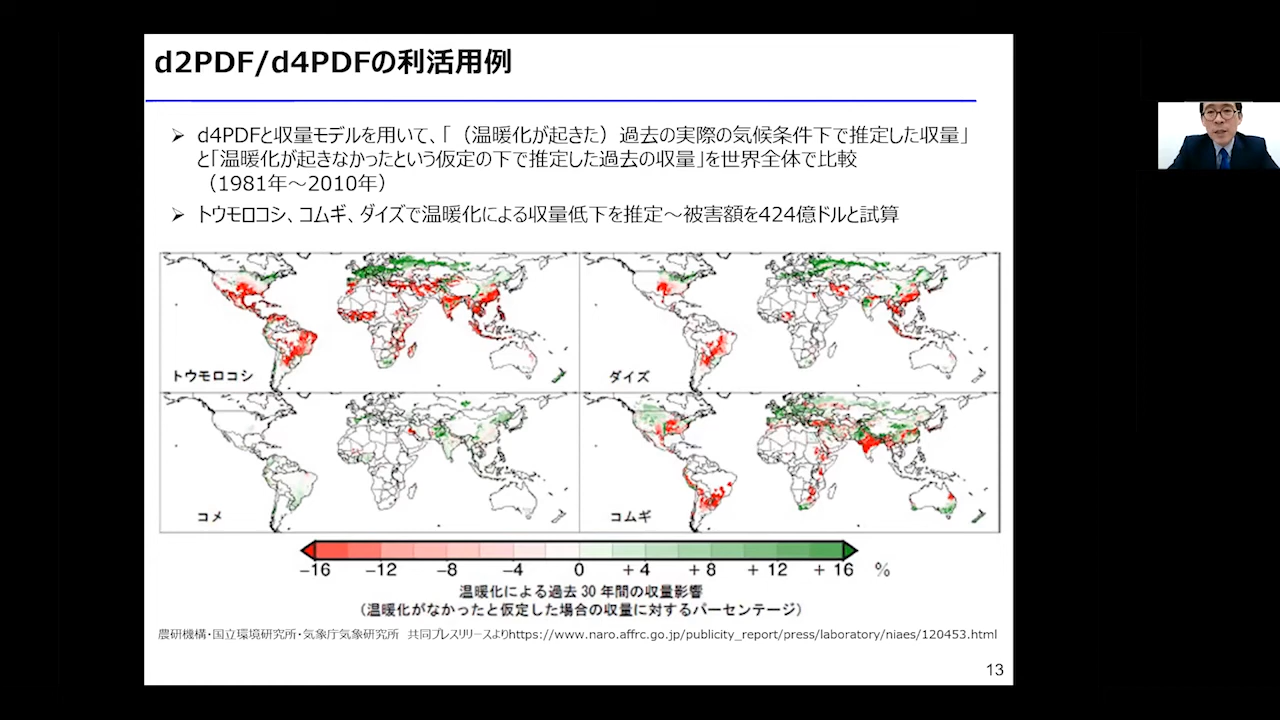 d2PDF/d4PDFの利活用例
➢ d4PDFと収量モデルを用いて、「（温暖化が起きた）過去の実際の気候条件下で推定した収量」
と「温暖化が起きなかったという仮定の下で推定した過去の収量」を世界全体で比較
（1981年～2010年）
➢ トウモロコシ、コムギ、ダイズで温暖化による収量低下を推定～被害額を424億ドルと試算
トウモロコシ
ダイズ
コメ
コムギ
−16 −12 −8 −4 0 +4 +8 +12 +16 %
温暖化による過去30年間の収量影響
（温暖化がなかったと仮定した場合の収量に対するパーセンテージ）
農研機構・国立環境研究所・気象庁気象研究所 共同プレスリリースよりhttps://www.naro.affrc.go.jp/publicity_report/press/laboratory/niaes/120453.html
13